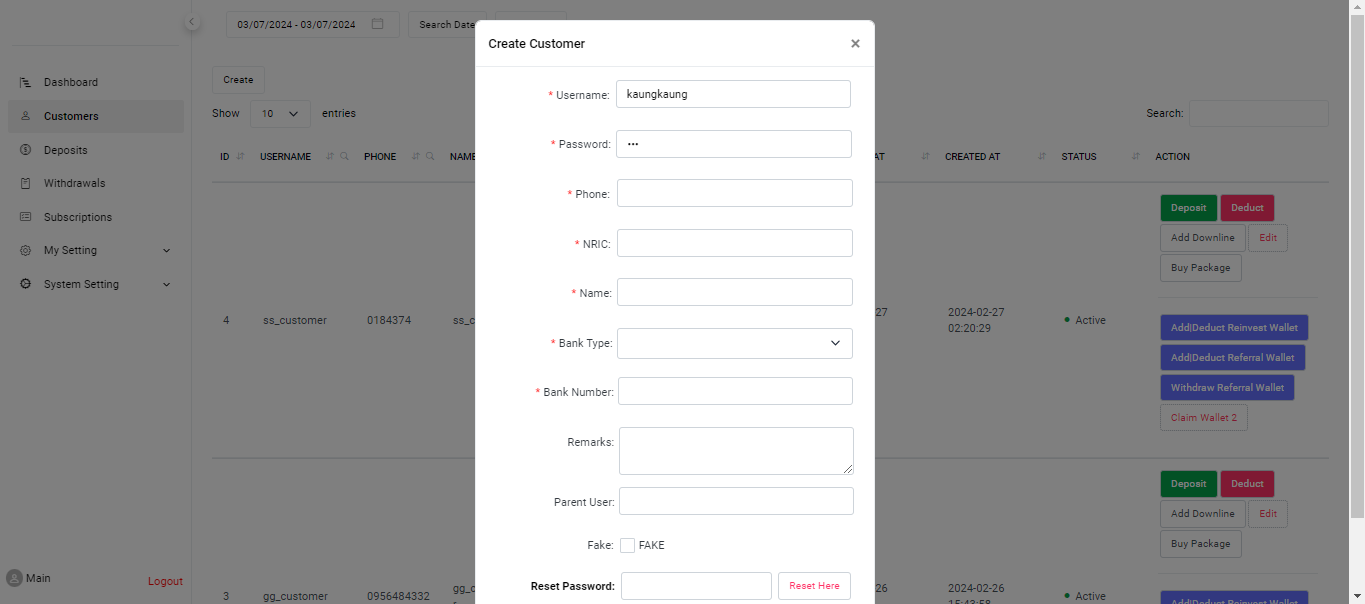 03/07/2024 - 03/07/2024
Search Date
Create
Show 10 entries
Search:
ID USERNAME PHONE NAME AT CREATED AT STATUS ACTION
Dashboard
Customers
Deposits
Withdrawals
Subscriptions
My Setting
System Setting
Main
Logout
4 ss_customer 0184374 ss_c 27 2024-02-27
02:20:29
Active
Deposit Deduct
Add Downline Edit
Buy Package
Add|Deduct Reinvest Wallet
Add|Deduct Referral Wallet
Withdraw Referral Wallet
Claim Wallet 2
3 gg_customer 0956484332 gg_c 26 2024-02-26
15:43:58
Active
Deposit Deduct
Add Downline Edit
Buy Package
Add|Deduct Reinvest Wallet
Create Customer ×
* Username: kaungkaung
* Password: •••
* Phone:
* NRIC:
* Name:
* Bank Type:
* Bank Number:
Remarks:
Parent User:
Fake: FAKE
Reset Password: Reset Here